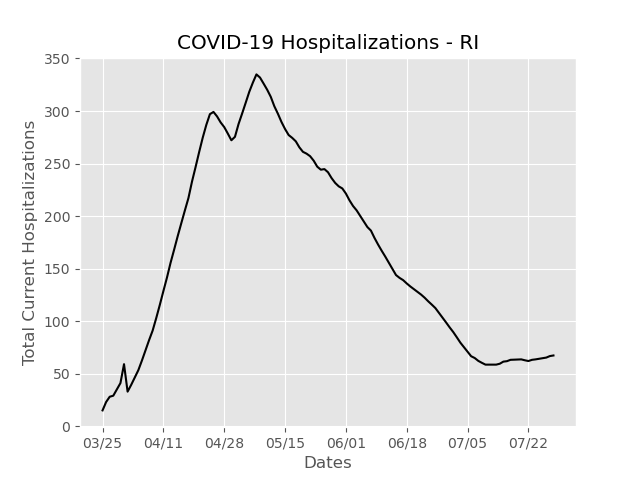 COVID-19 Hospitalizations - RI
350
300
250
200
150
100
50
0
Total Current Hospitalizations
03/25 04/11 04/28 05/15 06/01 06/18 07/05 07/22
Dates